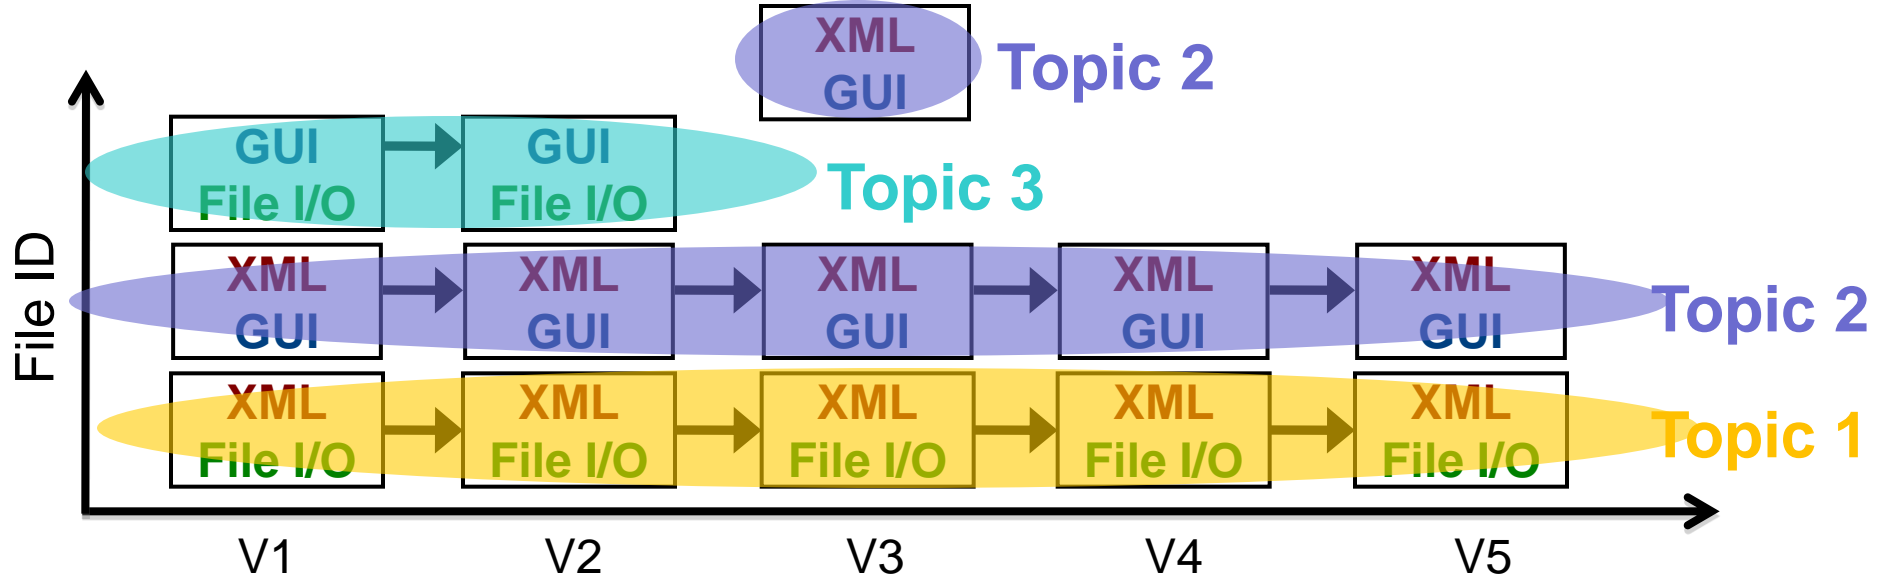 XML
GUI
Topic 2
GUI
File I/O
GUI
File I/O
Topic 3
XML
GUI
XML
GUI
XML
GUI
XML
GUI
XML
GUI
Topic 2
XML
File I/O
XML
File I/O
XML
File I/O
XML
File I/O
XML
File I/O
Topic 1
File ID
V1 V2 V3 V4 V5